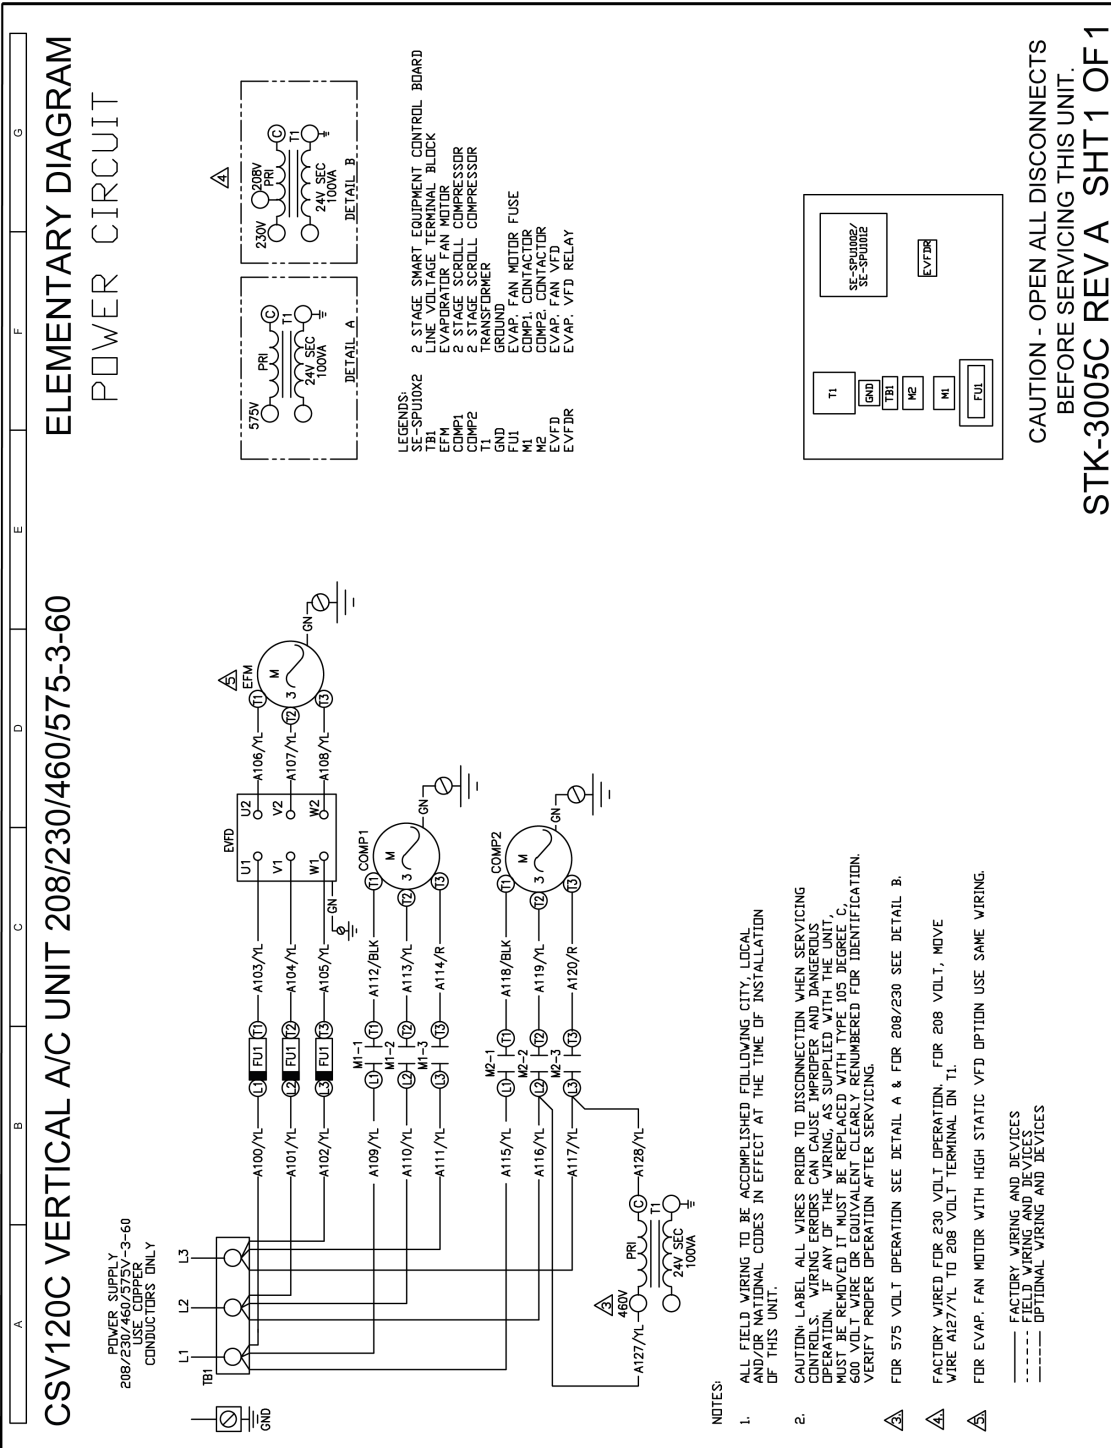 A
B
C
D
E
F
G
CSV120C VERTICAL A/C UNIT 208/230/460/575-3-60
ELEMENTARY DIAGRAM
POWER CIRCUIT
POWER SUPPLY
208/230/460/575V-3-60
USE COPPER
CONDUCTORS ONLY
L1
L2
L3
TB1
GND
A100/YL
L1
FU1
T1
A103/YL
A101/YL
L2
FU1
T2
A104/YL
A102/YL
L3
FU1
T3
A105/YL
EVFD
U1
U2
V1
V2
W1
W2
GN
A106/YL
T1
A107/YL
T2
A108/YL
T3
5.
EFM
M
3
GN
A109/YL
L1
M1-1
T1
A112/BLK
T1
A110/YL
L2
M1-2
T2
A113/YL
T2
A111/YL
L3
M1-3
T3
A114/R
T3
COMP1
M
3
GN
A115/YL
L1
M2-1
T1
A118/BLK
T1
A116/YL
L2
M2-2
T2
A119/YL
T2
A117/YL
L3
M2-3
T3
A120/R
T3
COMP2
M
3
GN
A127/YL
3.
460V
PRI
C
A128/YL
T1
24V SEC
100VA
575V
PRI
C
T1
24V SEC
100VA
DETAIL A
4.
230V
208V
PRI
C
T1
24V SEC
100VA
DETAIL B
LEGENDS:
SE-SPU10X2 2 STAGE SMART EQUIPMENT CONTROL BOARD
TB1 LINE VOLTAGE TERMINAL BLOCK
EFM EVAPORATOR FAN MOTOR
COMP1 2 STAGE SCROLL COMPRESSOR
COMP2 2 STAGE SCROLL COMPRESSOR
T1 TRANSFORMER
GND GROUND
FU1 EVAP. FAN MOTOR FUSE
M1 COMP1. CONTACTOR
M2 COMP2. CONTACTOR
EVFD EVAP. FAN VFD
EVFDR EVAP. VFD RELAY
NOTES:
1. ALL FIELD WIRING TO BE ACCOMPLISHED FOLLOWING CITY, LOCAL
AND/OR NATIONAL CODES IN EFFECT AT THE TIME OF INSTALLATION
OF THIS UNIT.
2. CAUTION: LABEL ALL WIRES PRIOR TO DISCONNECTION WHEN SERVICING
CONTROLS. WIRING ERRORS CAN CAUSE IMPROPER AND DANGEROUS
OPERATION. IF ANY OF THE WIRING, AS SUPPLIED WITH THE UNIT,
MUST BE REMOVED IT MUST BE REPLACED WITH TYPE 105 DEGREE C,
600 VOLT WIRE OR EQUIVALENT CLEARLY RENUMBERED FOR IDENTIFICATION.
VERIFY PROPER OPERATION AFTER SERVICING.
3. FOR 575 VOLT OPERATION SEE DETAIL A & FOR 208/230 SEE DETAIL B.
4. FACTORY WIRED FOR 230 VOLT OPERATION. FOR 208 VOLT, MOVE
WIRE A127/YL TO 208 VOLT TERMINAL ON T1.
5. FOR EVAP. FAN MOTOR WITH HIGH STATIC VFD OPTION USE SAME WIRING.
FACTORY WIRING AND DEVICES
FIELD WIRING AND DEVICES
OPTIONAL WIRING AND DEVICES
T1
GND
TB1
M2
M1
FU1
SE-SPU1002/
SE-SPU1012
EVFDR
CAUTION - OPEN ALL DISCONNECTS
BEFORE SERVICING THIS UNIT.
STK-3005C REV A SHT 1 OF 1